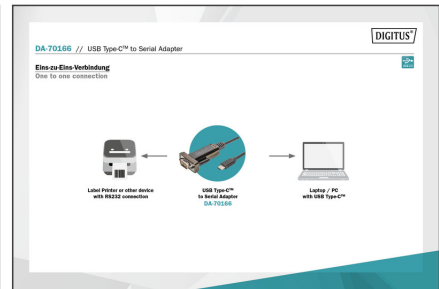 DIGITUS®
DA-70166 // USB Type-C™ to Serial Adapter
Eins-zu-Eins-Verbindung
One to one connection
Label Printer or other device
with RS232 connection
USB Type-C™
to Serial Adapter
DA-70166
Laptop / PC
with USB Type-C™